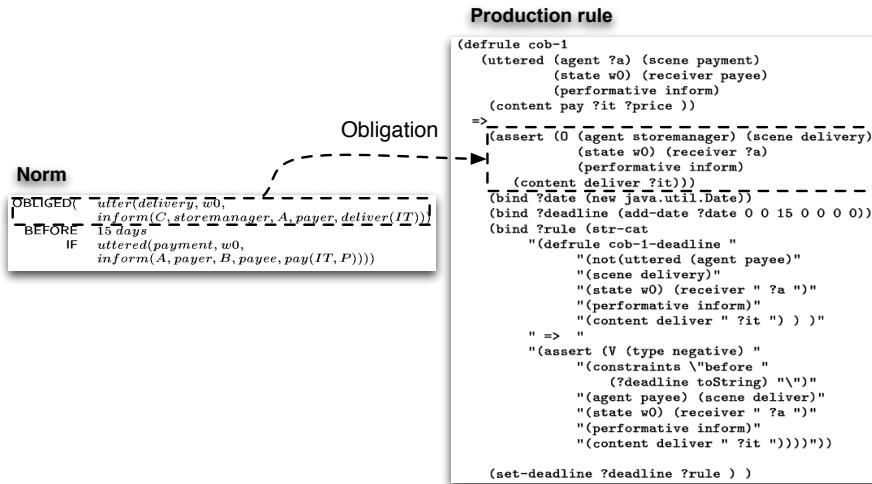 Production rule
(defrule cob-1
(uttered (agent ?a) (scene payment)
(state w0) (receiver payee)
(performative inform)
(content pay ?it ?price ))
=>
(assert (O (agent storemanager) (scene delivery)
(state w0) (receiver ?a)
(performative inform)
(content deliver ?it)))
(bind ?date (new java.util.Date))
(bind ?deadline (add-date ?date 0 0 15 0 0 0 0))
(bind ?rule (str-cat
"(defrule cob-1-deadline "
"(not(uttered (agent payee)"
"(scene delivery)"
"(state w0) (receiver " ?a ")"
"(performative inform)"
"(content deliver " ?it ") ) )"
" => "
"(assert (V (type negative) "
"(constraints \"before "
(?deadline toString) "\")"
"(agent payee) (scene deliver)"
"(state w0) (receiver " ?a ")"
"(performative inform)"
"(content deliver " ?it "))))"))
(set-deadline ?deadline ?rule ) )
Obligation
Norm
OBLIGED( utter(delivery, w0,
inform(C, storemanager, A, payer, deliver(IT)))
BEFORE 15 days
IF uttered(payment, w0,
inform(A, payer, B, payee, pay(IT, P))))